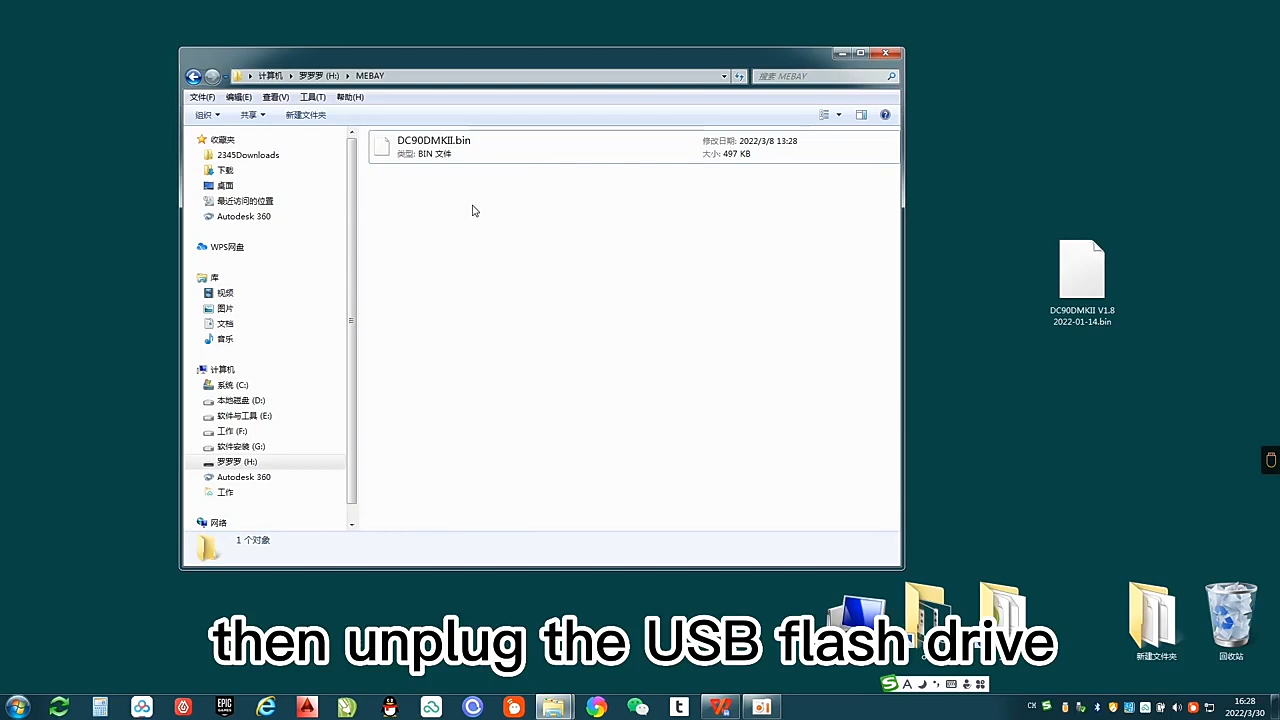 计算机 ▸ 罗罗罗 (H:) ▸ MEBAY
搜索 MEBAY
文件(F) 编辑(E) 查看(V) 工具(T) 帮助(H)
组织 共享 新建文件夹
收藏夹
2345Downloads
下载
桌面
最近访问的位置
Autodesk 360
WPS网盘
库
视频
图片
文档
音乐
计算机
系统 (C:)
本地磁盘 (D:)
软件与工具 (E:)
工作 (F:)
软件安装 (G:)
罗罗罗 (H:)
Autodesk 360
工作
网络
DC90DMKII.bin
类型: BIN 文件
修改日期: 2022/3/8 13:28
大小: 497 KB
1 个对象
DC90DMKII V1.8
2022-01-14.bin
then unplug the USB flash drive
新建文件夹
回收站
EPIC
GAMES
CH
16:28
2022/3/30